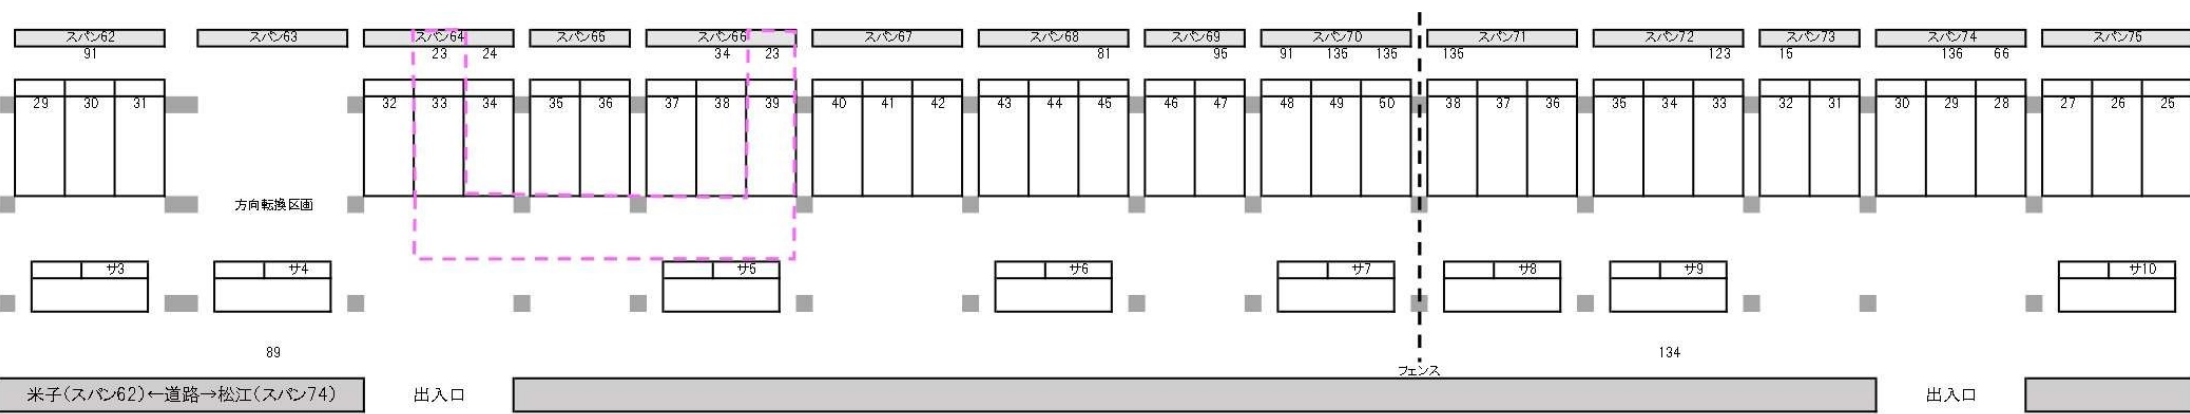 スパン62 スパン63 スパン64 スパン65 スパン66 スパン67 スパン68 スパン69 スパン70 スパン71 スパン72 スパン73 スパン74 スパン75
91 23 24 34 23 81 95 91 135 135 135 123 15 136 66
29 30 31 32 33 34 35 36 37 38 39 40 41 42 43 44 45 46 47 48 49 50 38 37 36 35 34 33 32 31 30 29 28 27 26 25
方向転換区画
サ3 サ4 サ5 サ6 サ7 サ8 サ9 サ10
89 134
フェンス
米子(スパン62)←道路→松江(スパン74) 出入口 出入口